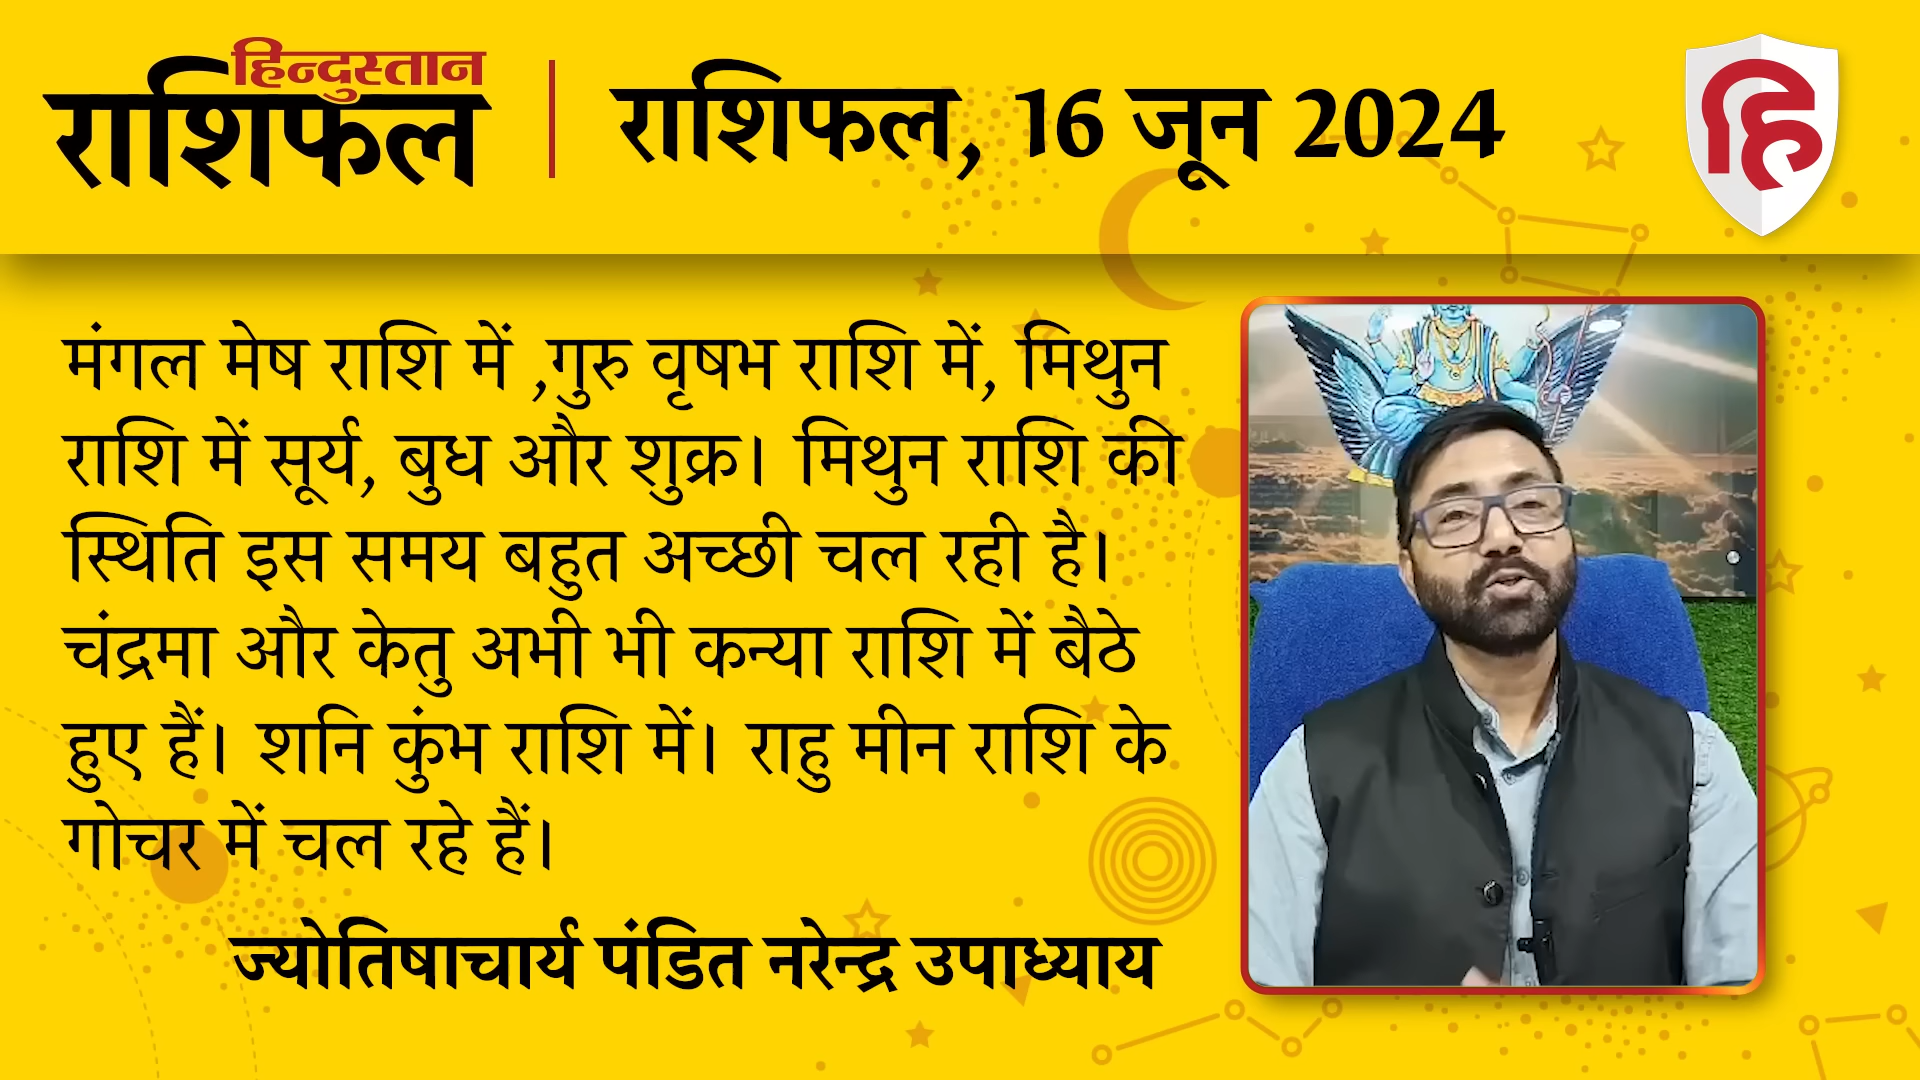 हिन्दुस्तान
राशिफल
राशिफल, 16 जून 2024
हि
मंगल मेष राशि में ,गुरु वृषभ राशि में, मिथुन
राशि में सूर्य, बुध और शुक्र। मिथुन राशि की
स्थिति इस समय बहुत अच्छी चल रही है।
चंद्रमा और केतु अभी भी कन्या राशि में बैठे
हुए हैं। शनि कुंभ राशि में। राहु मीन राशि के
गोचर में चल रहे हैं।
ज्योतिषाचार्य पंडित नरेन्द्र उपाध्याय